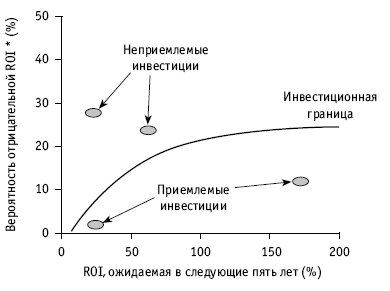 50
40
30
20
10
0
Вероятность отрицательной ROI * (%)
Неприемлемые
инвестиции
Инвестиционная
граница
Приемлемые
инвестиции
0 50 100 150 200
ROI, ожидаемая в следующие пять лет (%)